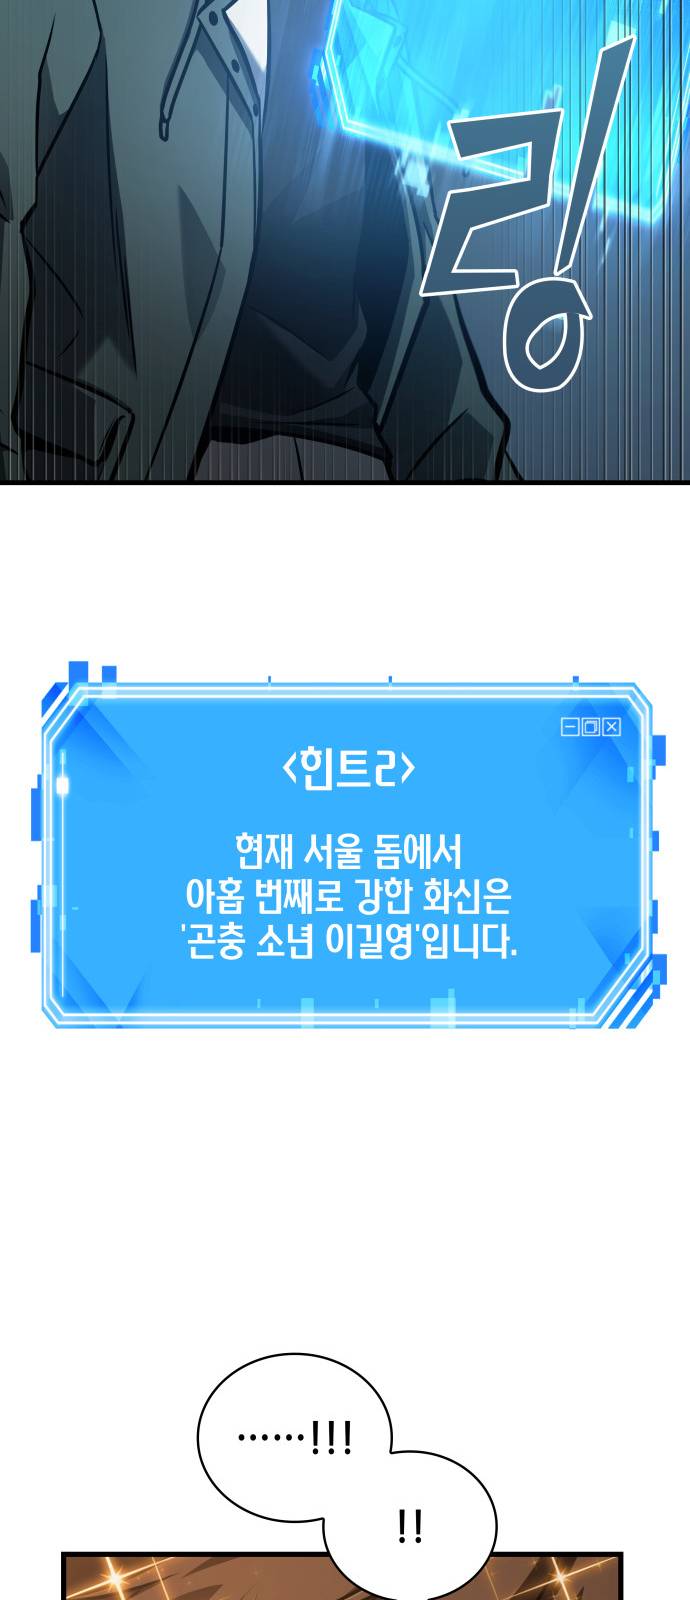 링
<힌트2>
현재 서울 돔에서
아홉 번째로 강한 화신은
'곤충 소년 이길영'입니다.
……!!!
!!